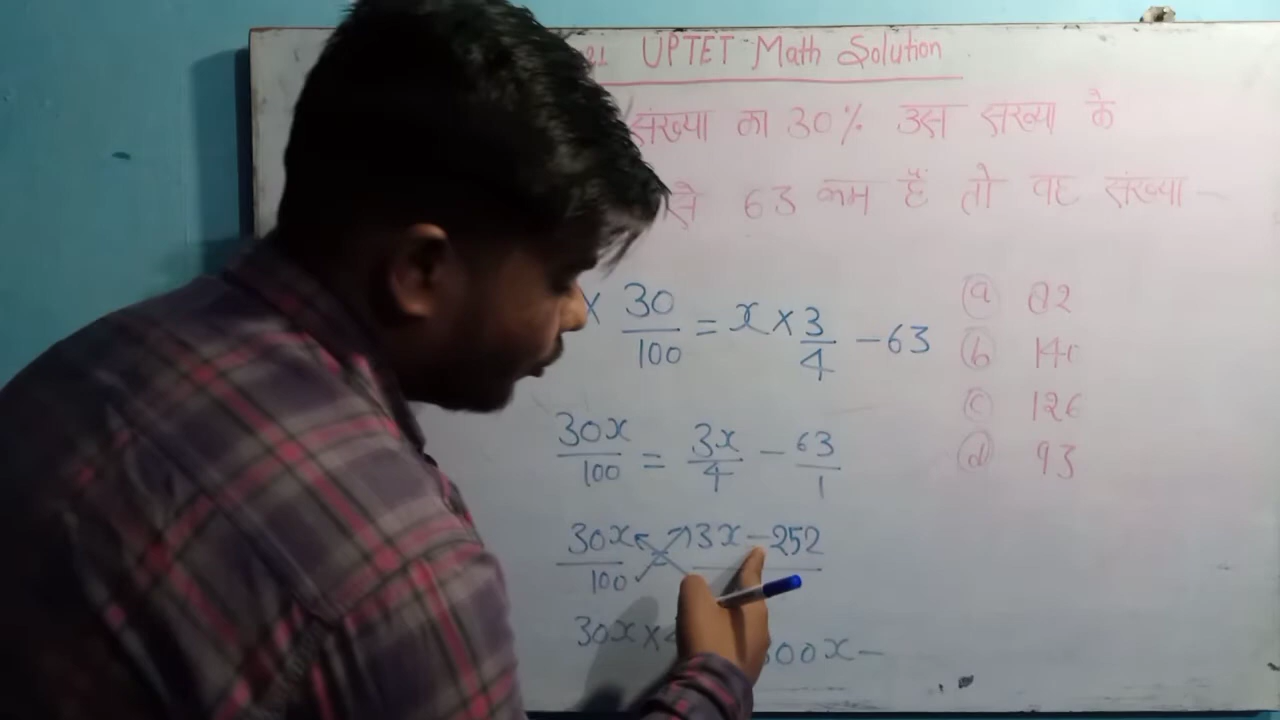 21 UPTET Math Solution
संख्या का 30% उस संख्या के
से 63 कम हैं तो वह संख्या –
× 30/100 = x × 3/4 – 63
30x/100 = 3x/4 – 63/1
30x/100 = 3x – 252
30x × 300x –
(a) 82
(b) 140
(c) 126
(d) 93